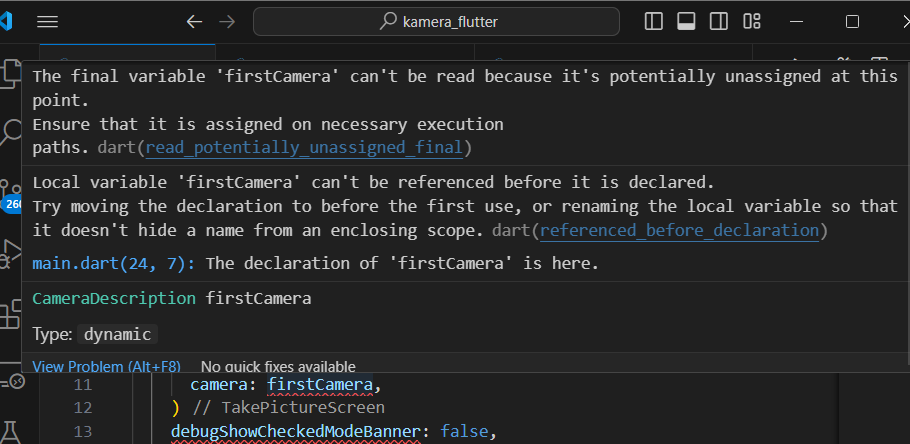 kamera_flutter
The final variable 'firstCamera' can't be read because it's potentially unassigned at this
point.
Ensure that it is assigned on necessary execution
paths. dart(read_potentially_unassigned_final)
Local variable 'firstCamera' can't be referenced before it is declared.
Try moving the declaration to before the first use, or renaming the local variable so that
it doesn't hide a name from an enclosing scope. dart(referenced_before_declaration)
main.dart(24, 7): The declaration of 'firstCamera' is here.
CameraDescription firstCamera
Type: dynamic
View Problem (Alt+F8) No quick fixes available
11 camera: firstCamera,
12 ) // TakePictureScreen
13 debugShowCheckedModeBanner: false,